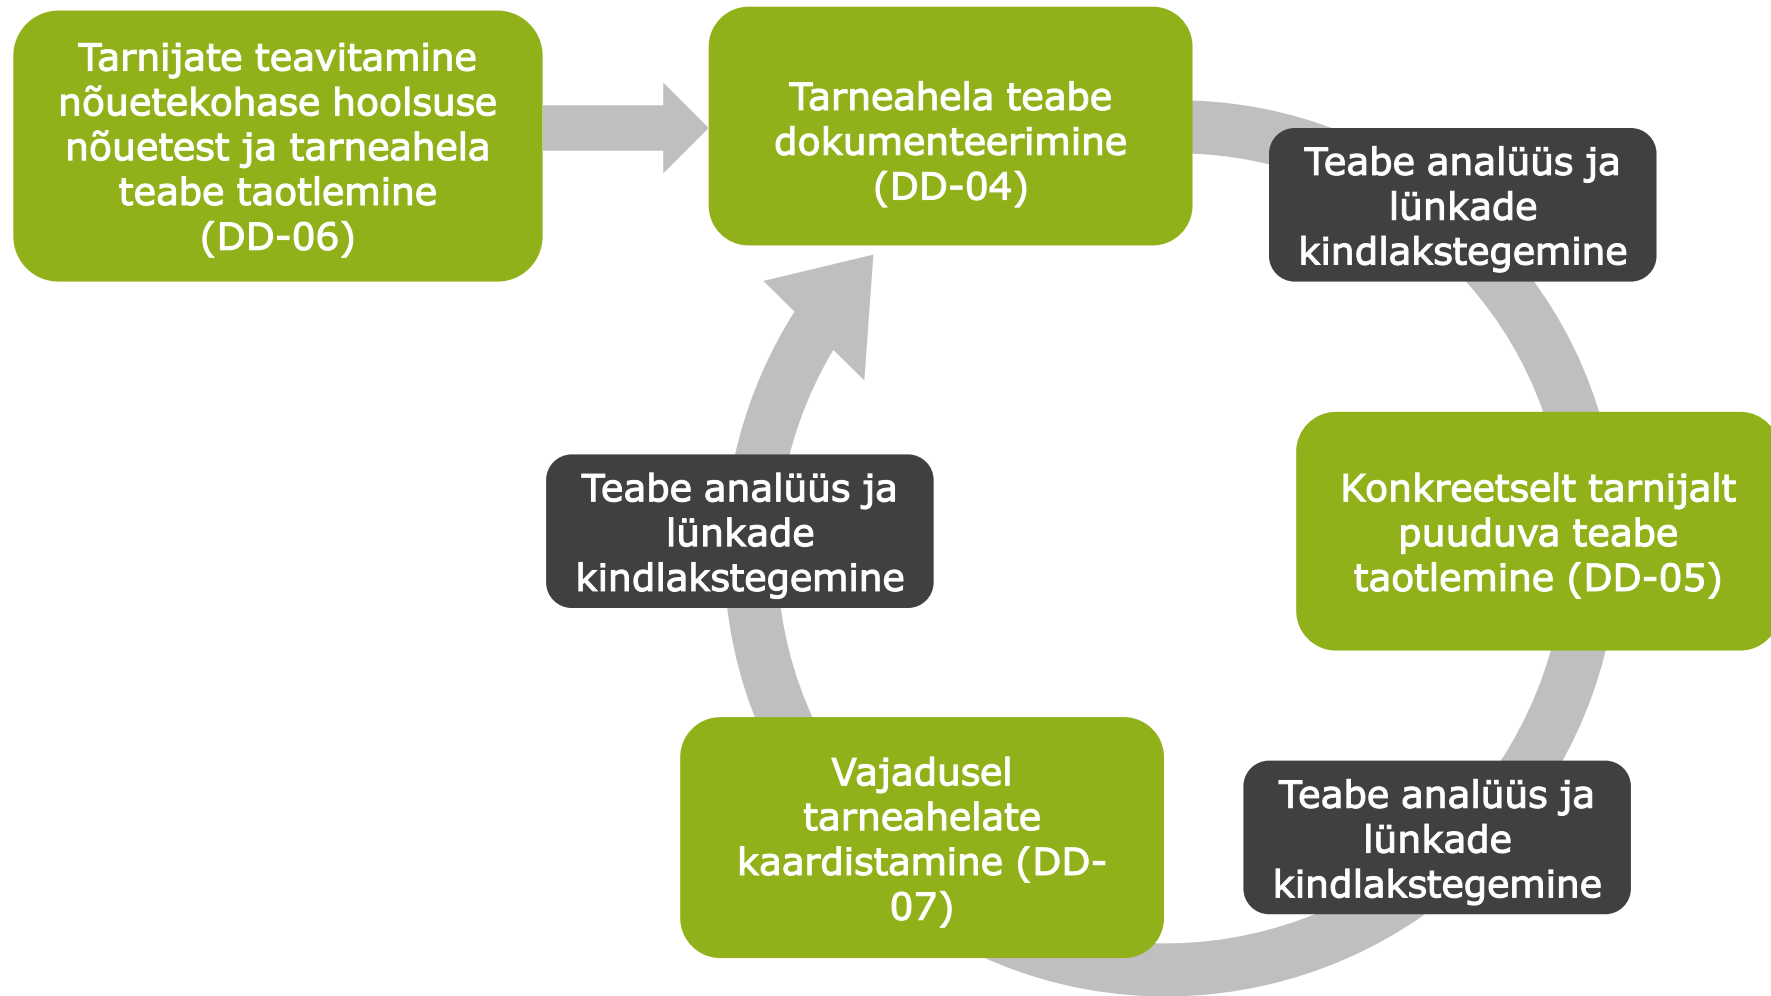 Tarnijate teavitamine
nõuetekohase hoolsuse
nõuetest ja tarneahela
teabe taotlemine
(DD-06)
Tarneahela teabe
dokumenteerimine
(DD-04)
Teabe analüüs ja
lünkade
kindlakstegemine
Konkreetselt tarnijalt
puuduva teabe
taotlemine (DD-05)
Teabe analüüs ja
lünkade
kindlakstegemine
Vajadusel
tarneahelate
kaardistamine (DD-
07)
Teabe analüüs ja
lünkade
kindlakstegemine